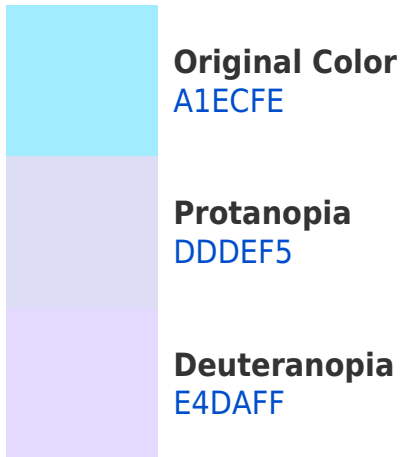 Original Color
A1ECFE
Protanopia
DDDEF5
Deuteranopia
E4DAFF